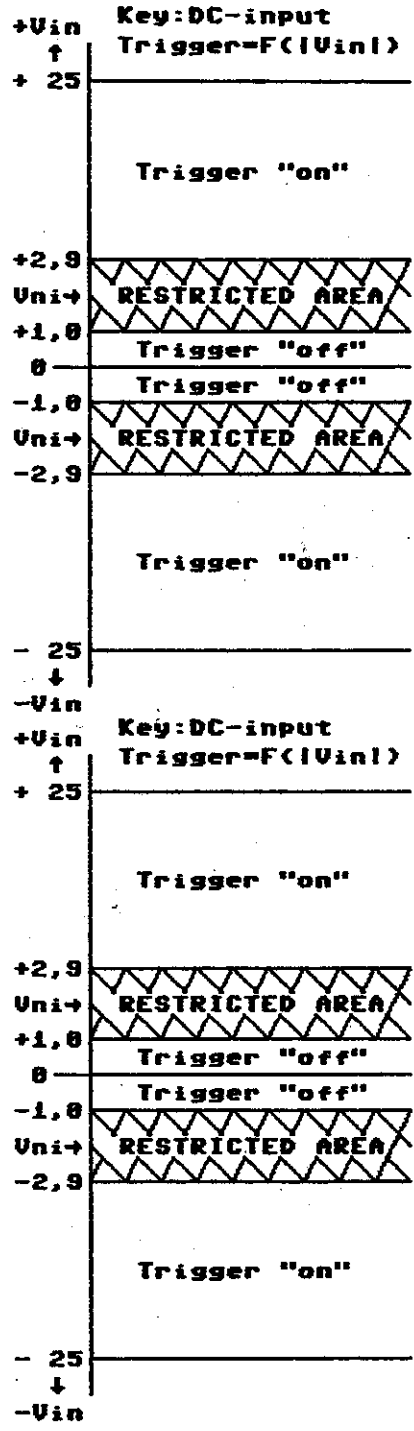 +Vin Key:DC-input
↑ Trigger=F(|Vin|)
+ 25
Trigger "on"
+2,9
Vni→ RESTRICTED AREA
+1,0
Trigger "off"
0
Trigger "off"
-1,0
Vni→ RESTRICTED AREA
-2,9
Trigger "on"
- 25
↓
-Vin
+Vin Key:DC-input
↑ Trigger=F(|Vin|)
+ 25
Trigger "on"
+2,9
Vni→ RESTRICTED AREA
+1,0
Trigger "off"
0
Trigger "off"
-1,0
Vni→ RESTRICTED AREA
-2,9
Trigger "on"
- 25
↓
-Vin